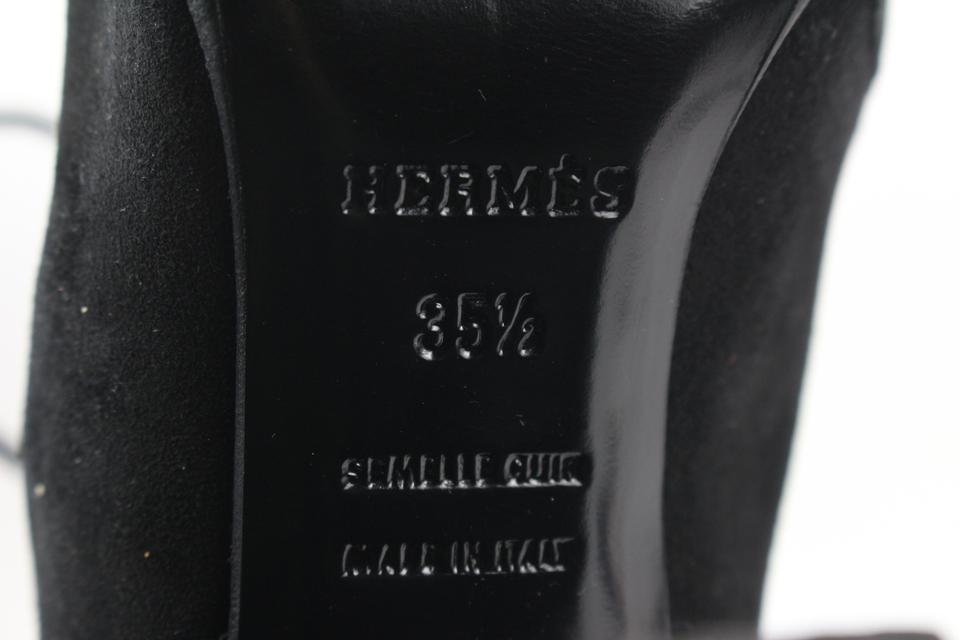 HERMÈS
35½
SEMELLE CUIR
MADE IN ITALY